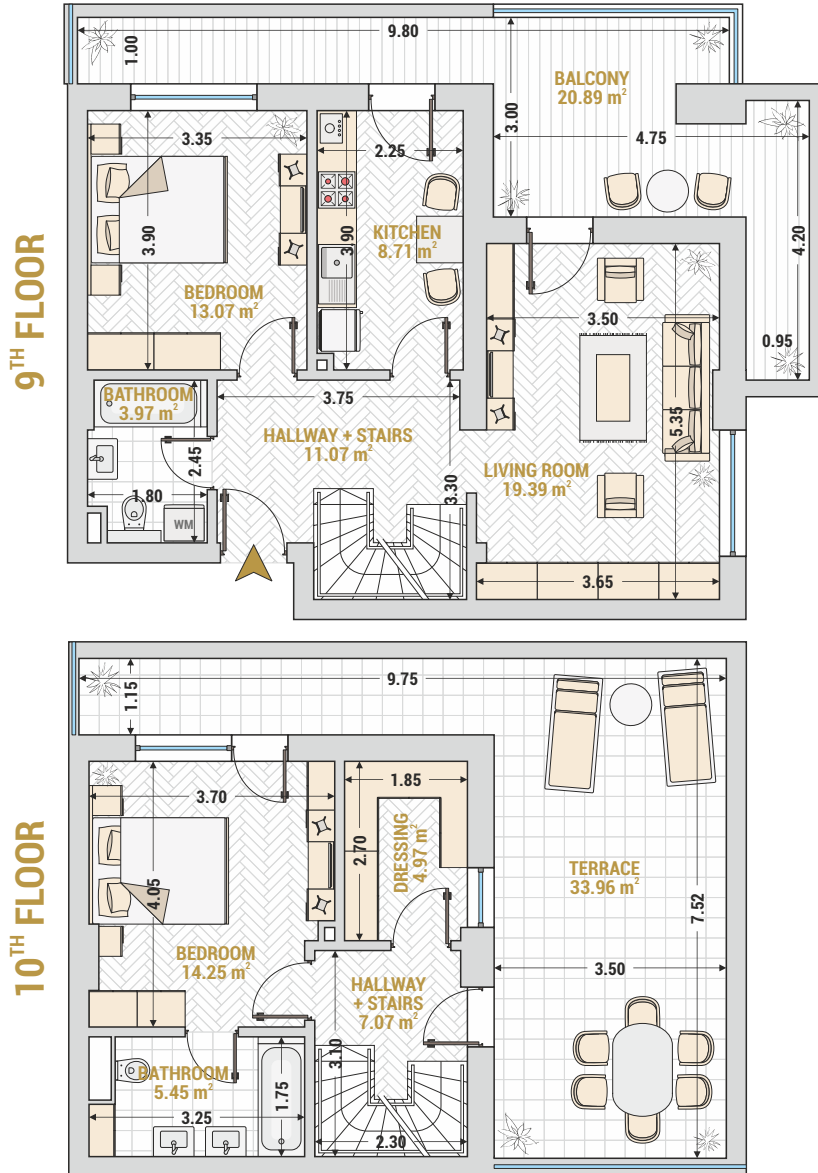 9TH FLOOR
9.80
1.00
BALCONY
20.89 m²
3.00
4.75
4.20
0.95
3.35
3.90
BEDROOM
13.07 m²
2.25
3.90
KITCHEN
8.71 m²
3.50
5.35
LIVING ROOM
19.39 m²
3.65
BATHROOM
3.97 m²
2.45
1.80
WM
3.75
HALLWAY + STAIRS
11.07 m²
3.30
10TH FLOOR
9.75
1.15
3.70
4.05
BEDROOM
14.25 m²
1.85
2.70
DRESSING
4.97 m²
TERRACE
33.96 m²
7.52
3.50
HALLWAY
+ STAIRS
7.07 m²
3.10
2.30
BATHROOM
5.45 m²
1.75
3.25